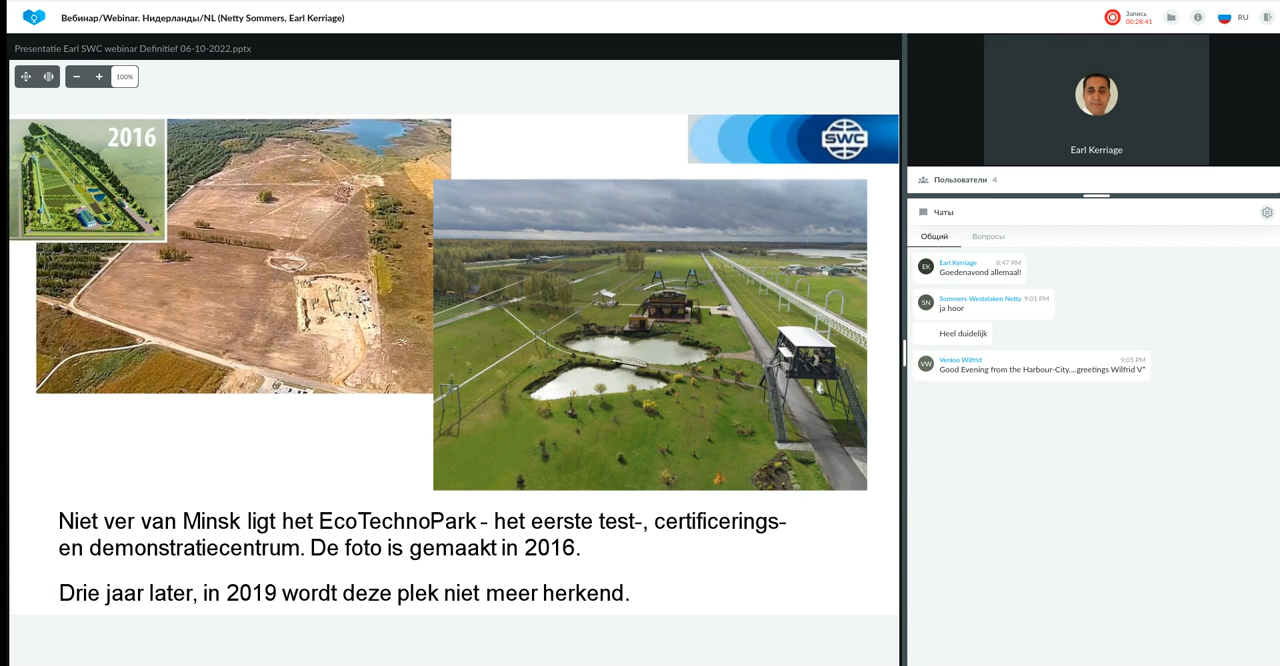 Вебинар/Webinar. Нидерланды/NL (Netty Sommers, Earl Kerriage)
Запись
00:28:41
RU
Presentatie Earl SWC webinar Definitief 06-10-2022.pptx
100%
2016
SWC
Niet ver van Minsk ligt het EcoTechnoPark - het eerste test-, certificerings-
en demonstratiecentrum. De foto is gemaakt in 2016.
Drie jaar later, in 2019 wordt deze plek niet meer herkend.
Earl Kerriage
Пользователи 4
Чаты
Общий Вопросы
EK
Earl Kerriage 8:47 PM
Goedenavond allemaal!
SN
Sommers-Westelaken Netty 9:01 PM
ja hoor
Heel duidelijk
VW
Venloo Wilfrid 9:05 PM
Good Evening from the Harbour-City....greetings Wilfrid V"